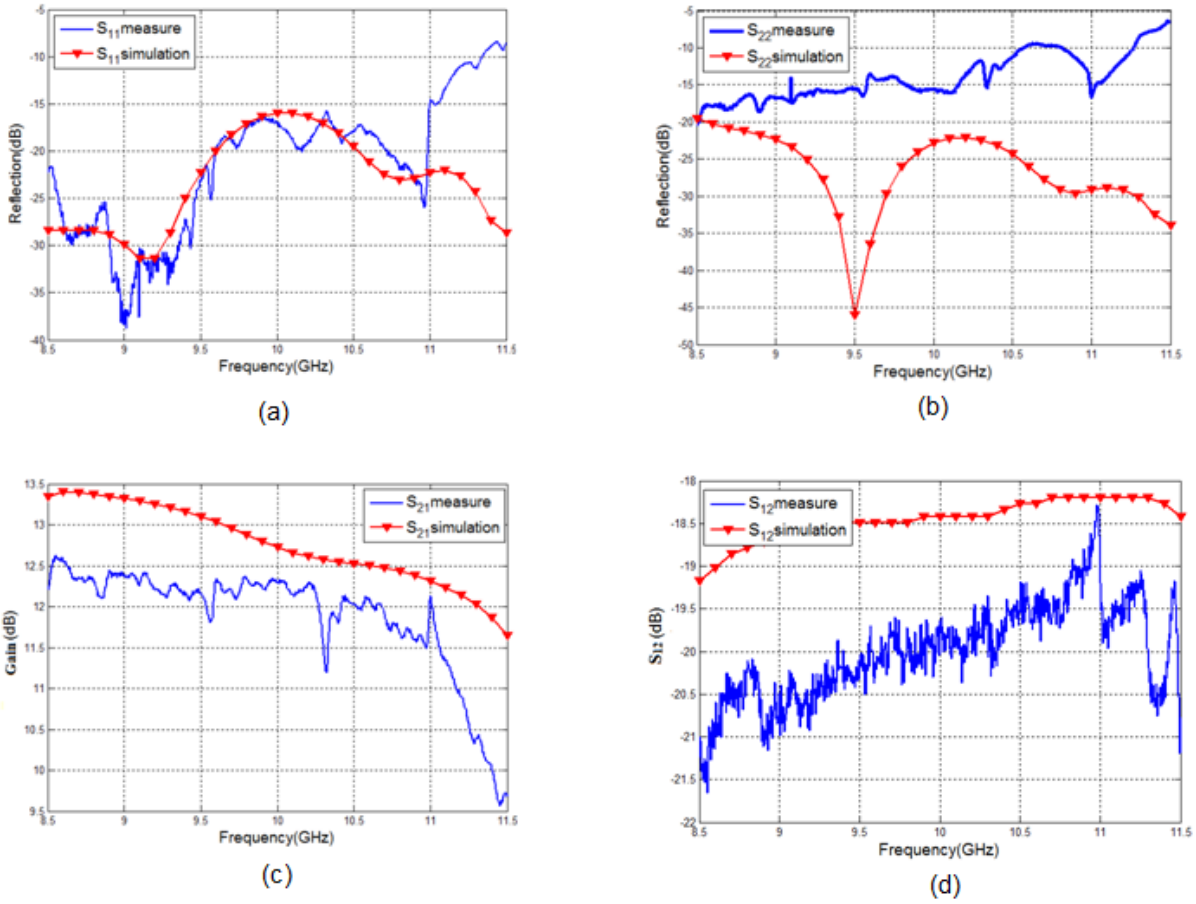 -5
-10
-15
-20
-25
-30
-35
-40
Reflection(dB)
S11measure
S11simulation
8.5 9 9.5 10 10.5 11 11.5
Frequency(GHz)
(a)
-5
-10
-15
-20
-25
-30
-35
-40
-45
-50
Reflection(dB)
S22measure
S22simulation
8.5 9 9.5 10 10.5 11 11.5
Frequency(GHz)
(b)
13.5
13
12.5
12
11.5
11
10.5
10
9.5
Gain(dB)
S21measure
S21simulation
8.5 9 9.5 10 10.5 11 11.5
Frequency(GHz)
(c)
-18
-18.5
-19
-19.5
-20
-20.5
-21
-21.5
-22
S12 (dB)
S12measure
S12simulation
8.5 9 9.5 10 10.5 11 11.5
Frequency(GHz)
(d)